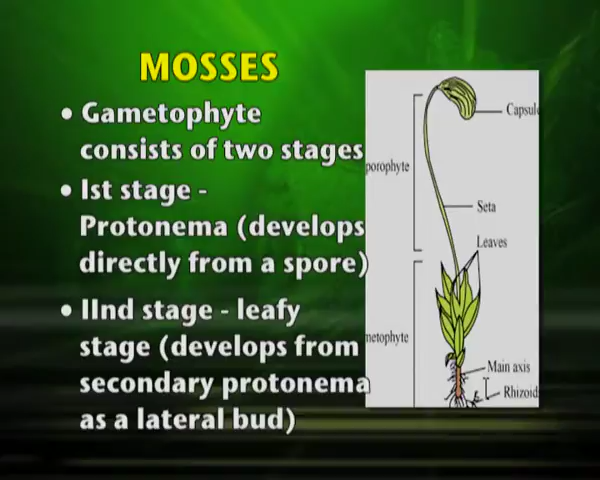 MOSSES
• Gametophyte
consists of two stages
• Ist stage -
Protonema (develops
directly from a spore)
• IInd stage - leafy
stage (develops from
secondary protonema
as a lateral bud)
Capsul
porophyte
Seta
Leaves
metophyte
Main axis
Rhizoid